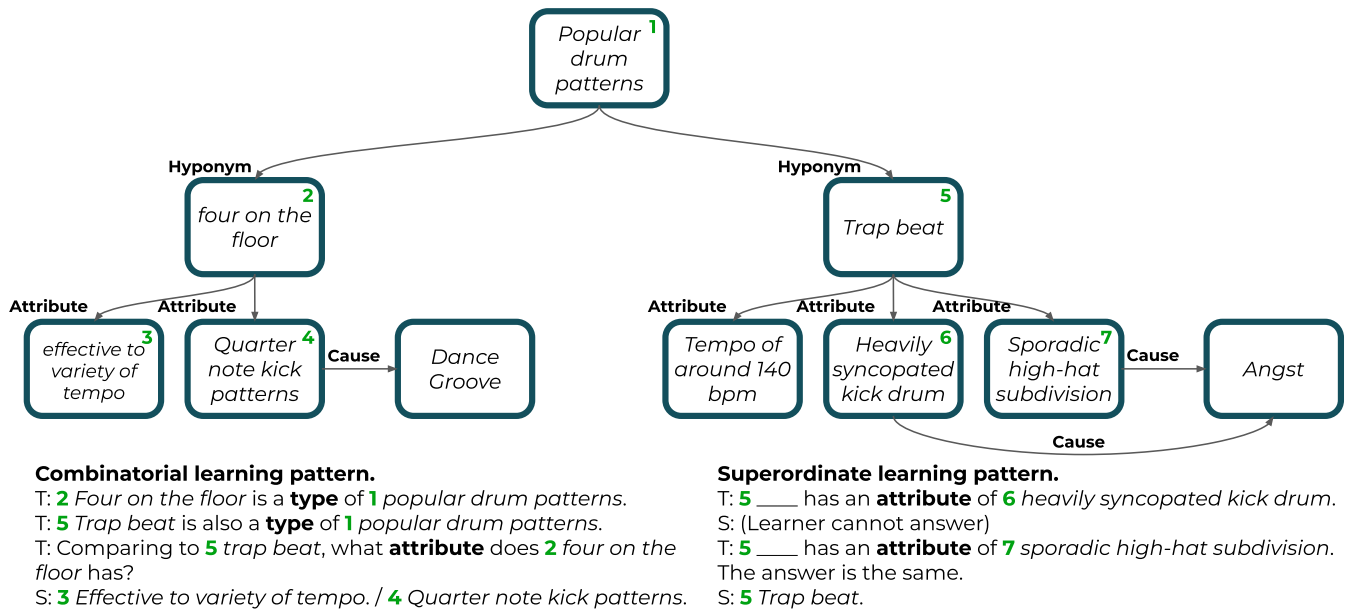 Popular 1
drum
patterns
Hyponym
Hyponym
2
four on the
floor
5
Trap beat
Attribute
Attribute
Attribute
Attribute
Attribute
effective to 3
variety of
tempo
Quarter 4
note kick
patterns
Cause
Dance
Groove
Tempo of
around 140
bpm
Heavily 6
syncopated
kick drum
Sporadic 7
high-hat
subdivision
Cause
Angst
Cause
Combinatorial learning pattern.
T: 2 Four on the floor is a type of 1 popular drum patterns.
T: 5 Trap beat is also a type of 1 popular drum patterns.
T: Comparing to 5 trap beat, what attribute does 2 four on the
floor has?
S: 3 Effective to variety of tempo. / 4 Quarter note kick patterns.
Superordinate learning pattern.
T: 5 ____ has an attribute of 6 heavily syncopated kick drum.
S: (Learner cannot answer)
T: 5 ____ has an attribute of 7 sporadic high-hat subdivision.
The answer is the same.
S: 5 Trap beat.